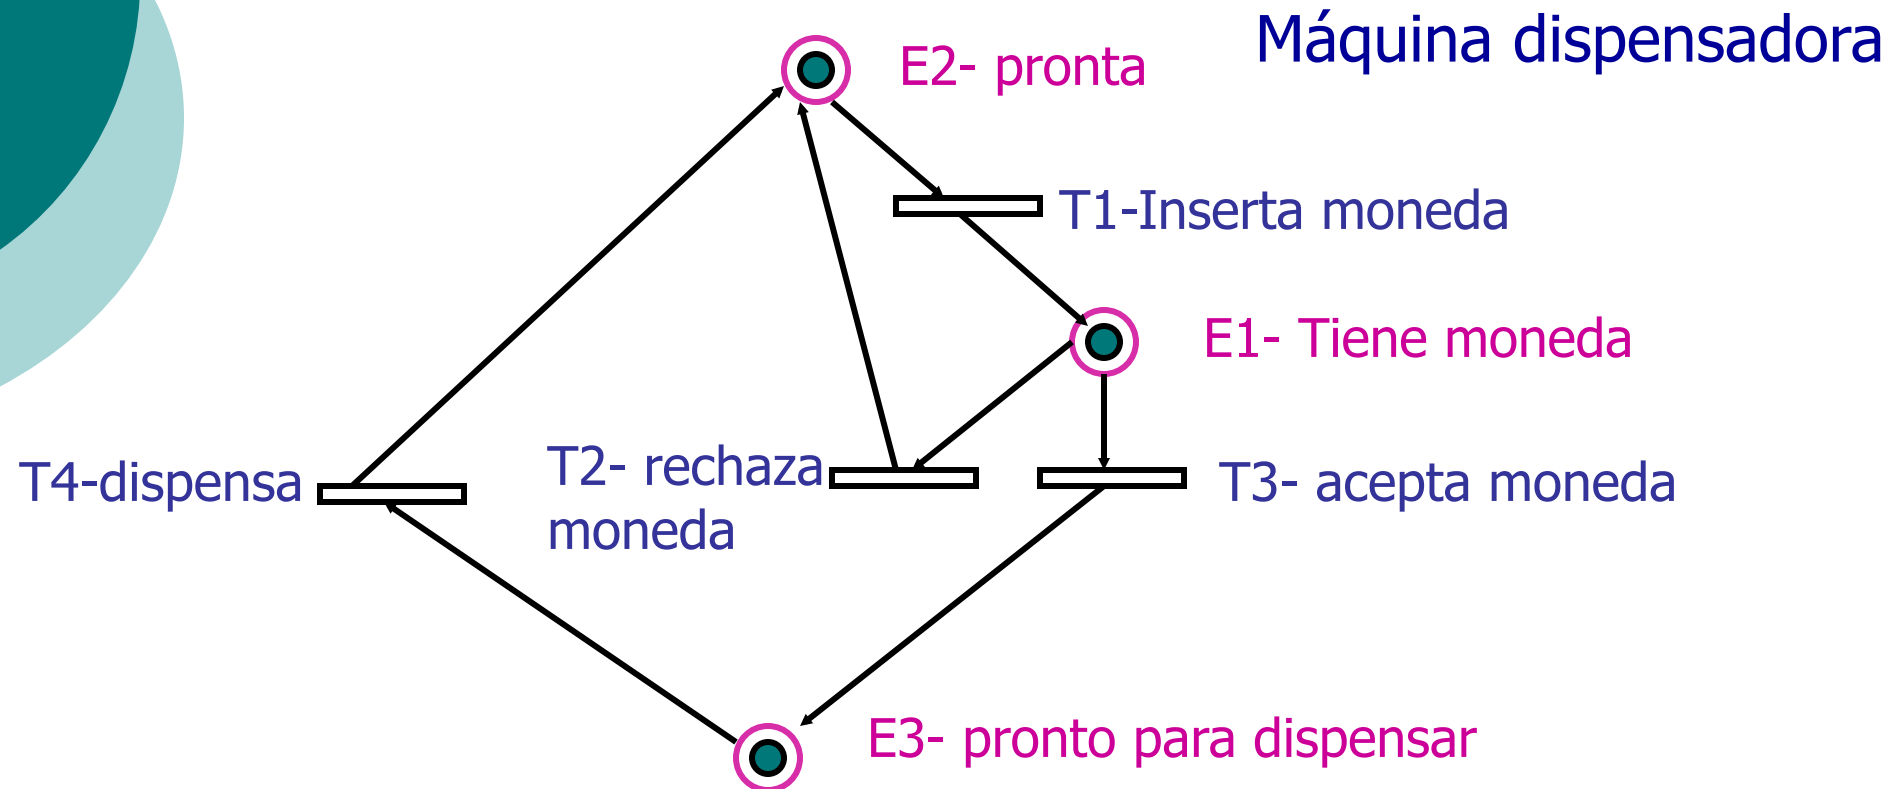 Máquina dispensadora
E2- pronta
T1-Inserta moneda
E1- Tiene moneda
T4-dispensa
T2- rechaza
moneda
T3- acepta moneda
E3- pronto para dispensar